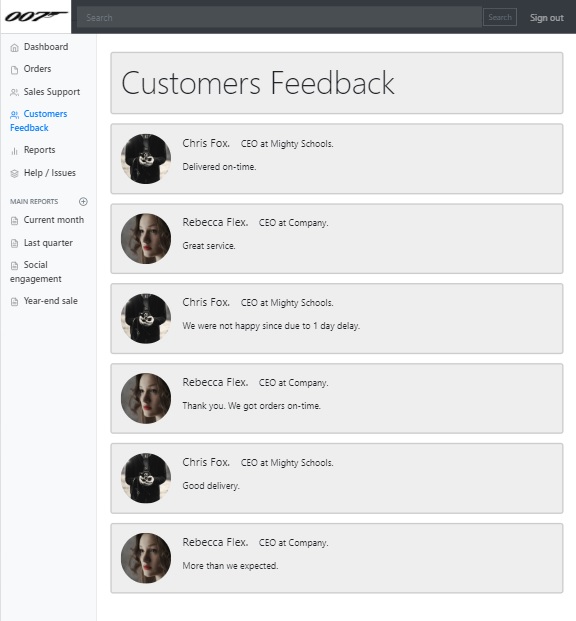 007
Search
Search
Sign out
Dashboard
Orders
Sales Support
Customers
Feedback
Reports
Help / Issues
MAIN REPORTS
Current month
Last quarter
Social
engagement
Year-end sale
Customers Feedback
Chris Fox. CEO at Mighty Schools.
Delivered on-time.
Rebecca Flex. CEO at Company.
Great service.
Chris Fox. CEO at Mighty Schools.
We were not happy since due to 1 day delay.
Rebecca Flex. CEO at Company.
Thank you. We got orders on-time.
Chris Fox. CEO at Mighty Schools.
Good delivery.
Rebecca Flex. CEO at Company.
More than we expected.